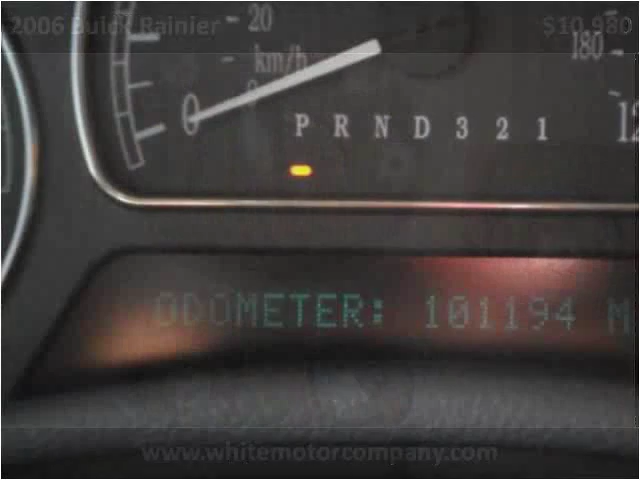 2006 Buick Rainier $10,980
20
km/h
180
0
P R N D 3 2 1
ODOMETER: 101194 M
www.whitemotorcompany.com